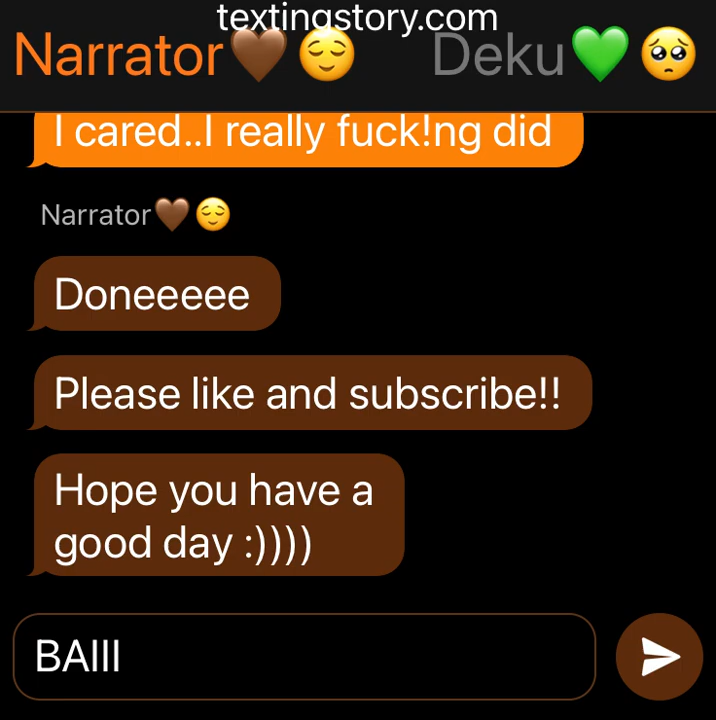 textingstory.com
Narrator🤎😌 Deku💚🥺
I cared..I really fuck!ng did
Narrator🤎😌
Doneeeee
Please like and subscribe!!
Hope you have a
good day :))))
BAIII